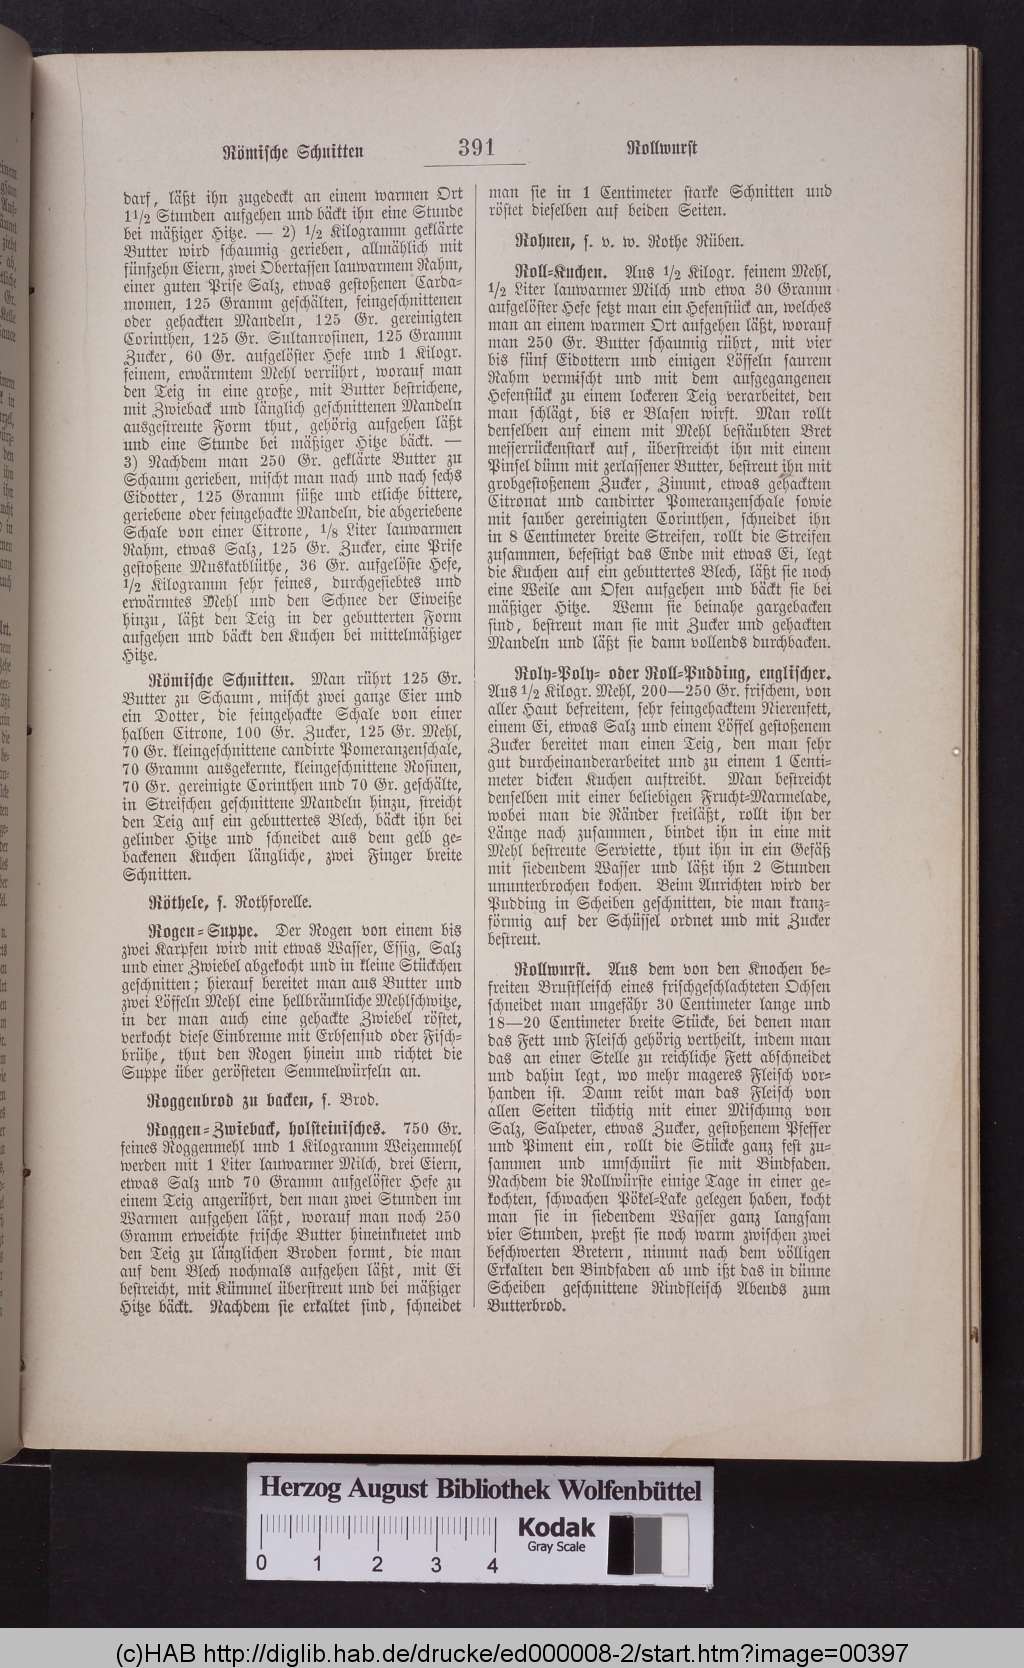 Römische Schnitten
391
Rollwurst
darf, läßt ihn zugedeckt an einem warmen Ort
1 1/2 Stunden aufgehen und bäckt ihn eine Stunde
bei mäßiger Hitze. — 2) 1/2 Kilogramm geklärte
Butter wird schaumig gerieben, allmählich mit
fünfzehn Eiern, zwei Obertassen lauwarmem Rahm,
einer guten Prise Salz, etwas gestoßenen Carda-
momen, 125 Gramm geschälten, feingeschnittenen
oder gehackten Mandeln, 125 Gr. gereinigten
Corinthen, 125 Gr. Sultanrosinen, 125 Gramm
Zucker, 60 Gr. aufgelöster Hefe und 1 Kilogr.
feinem, erwärmtem Mehl verrührt, worauf man
den Teig in eine große, mit Butter bestrichene,
mit Zwieback und länglich geschnittenen Mandeln
ausgestreute Form thut, gehörig aufgehen läßt
und eine Stunde bei mäßiger Hitze bäckt. —
3) Nachdem man 250 Gr. geklärte Butter zu
Schaum gerieben, mischt man nach und nach sechs
Eidotter, 125 Gramm süße und etliche bittere,
geriebene oder feingehackte Mandeln, die abgeriebene
Schale von einer Citrone, 1/8 Liter lauwarmen
Rahm, etwas Salz, 125 Gr. Zucker, eine Prise
gestoßene Muskatblüthe, 36 Gr. aufgelöste Hefe,
1/2 Kilogramm sehr feines, durchgesiebtes und
erwärmtes Mehl und den Schnee der Eiweiße
hinzu, läßt den Teig in der gebutterten Form
aufgehen und bäckt den Kuchen bei mittelmäßiger
Hitze.
Römische Schnitten. Man rührt 125 Gr.
Butter zu Schaum, mischt zwei ganze Eier und
ein Dotter, die feingehackte Schale von einer
halben Citrone, 100 Gr. Zucker, 125 Gr. Mehl,
70 Gr. kleingeschnittene candirte Pomeranzenschale,
70 Gramm ausgekernte, kleingeschnittene Rosinen,
70 Gr. gereinigte Corinthen und 70 Gr. geschälte,
in Streifchen geschnittene Mandeln hinzu, streicht
den Teig auf ein gebuttertes Blech, bäckt ihn bei
gelinder Hitze und schneidet aus dem gelb ge-
backenen Kuchen längliche, zwei Finger breite
Schnitten.
Röthele, s. Rothforelle.
Rogen-Suppe. Der Rogen von einem bis
zwei Karpfen wird mit etwas Wasser, Essig, Salz
und einer Zwiebel abgekocht und in kleine Stückchen
geschnitten; hierauf bereitet man aus Butter und
zwei Löffeln Mehl eine hellbräunliche Mehlschwitze,
in der man auch eine gehackte Zwiebel röstet,
verkocht diese Einbrenne mit Erbsensud oder Fisch-
brühe, thut den Rogen hinein und richtet die
Suppe über gerösteten Semmelwürfeln an.
Roggenbrod zu backen, s. Brod.
Roggen-Zwieback, holsteinisches. 750 Gr.
feines Roggenmehl und 1 Kilogramm Weizenmehl
werden mit 1 Liter lauwarmer Milch, drei Eiern,
etwas Salz und 70 Gramm aufgelöster Hefe zu
einem Teig angerührt, den man zwei Stunden im
Warmen aufgehen läßt, worauf man noch 250
Gramm erweichte frische Butter hineinknetet und
den Teig zu länglichen Broden formt, die man
auf dem Blech nochmals aufgehen läßt, mit Ei
bestreicht, mit Kümmel überstreut und bei mäßiger
Hitze bäckt. Nachdem sie erkaltet sind, schneidet
man sie in 1 Centimeter starke Schnitten und
röstet dieselben auf beiden Seiten.
Rohnen, s. v. w. Rothe Rüben.
Roll-Kuchen. Aus 1/2 Kilogr. feinem Mehl,
1/2 Liter lauwarmer Milch und etwa 30 Gramm
aufgelöster Hefe setzt man ein Hefenstück an, welches
man an einem warmen Ort aufgehen läßt, worauf
man 250 Gr. Butter schaumig rührt, mit vier
bis fünf Eidottern und einigen Löffeln saurem
Rahm vermischt und mit dem aufgegangenen
Hefenstück zu einem lockeren Teig verarbeitet, den
man schlägt, bis er Blasen wirft. Man rollt
denselben auf einem mit Mehl bestäubten Bret
messerrückenstark auf, überstreicht ihn mit einem
Pinsel dünn mit zerlassener Butter, bestreut ihn mit
grobgestoßenem Zucker, Zimmt, etwas gehacktem
Citronat und candirter Pomeranzenschale sowie
mit sauber gereinigten Corinthen, schneidet ihn
in 8 Centimeter breite Streifen, rollt die Streifen
zusammen, befestigt das Ende mit etwas Ei, legt
die Kuchen auf ein gebuttertes Blech, läßt sie noch
eine Weile am Ofen aufgehen und bäckt sie bei
mäßiger Hitze. Wenn sie beinahe gargebacken
sind, bestreut man sie mit Zucker und gehackten
Mandeln und läßt sie dann vollends durchbacken.
Roly-Poly- oder Roll-Pudding, englischer.
Aus 1/2 Kilogr. Mehl, 200—250 Gr. frischem, von
aller Haut befreitem, sehr feingehacktem Nierenfett,
einem Ei, etwas Salz und einem Löffel gestoßenem
Zucker bereitet man einen Teig, den man sehr
gut durcheinanderarbeitet und zu einem 1 Centi-
meter dicken Kuchen auftreibt. Man bestreicht
denselben mit einer beliebigen Frucht-Marmelade,
wobei man die Ränder freiläßt, rollt ihn der
Länge nach zusammen, bindet ihn in eine mit
Mehl bestreute Serviette, thut ihn in ein Gefäß
mit siedendem Wasser und läßt ihn 2 Stunden
ununterbrochen kochen. Beim Anrichten wird der
Pudding in Scheiben geschnitten, die man kranz-
förmig auf der Schüssel ordnet und mit Zucker
bestreut.
Rollwurst. Aus dem von den Knochen be-
freiten Brustfleisch eines frischgeschlachteten Ochsen
schneidet man ungefähr 30 Centimeter lange und
18—20 Centimeter breite Stücke, bei denen man
das Fett und Fleisch gehörig vertheilt, indem man
das an einer Stelle zu reichliche Fett abschneidet
und dahin legt, wo mehr mageres Fleisch vor-
handen ist. Dann reibt man das Fleisch von
allen Seiten tüchtig mit einer Mischung von
Salz, Salpeter, etwas Zucker, gestoßenem Pfeffer
und Piment ein, rollt die Stücke ganz fest zu-
sammen und umschnürt sie mit Bindfaden.
Nachdem die Rollwürste einige Tage in einer ge-
kochten, schwachen Pökel-Lake gelegen haben, kocht
man sie in siedendem Wasser ganz langsam
vier Stunden, preßt sie noch warm zwischen zwei
beschwerten Bretern, nimmt nach dem völligen
Erkalten den Bindfaden ab und ißt das in dünne
Scheiben geschnittene Rindfleisch Abends zum
Butterbrod.
Herzog August Bibliothek Wolfenbüttel
Kodak
Gray Scale
0 1 2 3 4
(c)HAB http://diglib.hab.de/drucke/ed000008-2/start.htm?image=00397